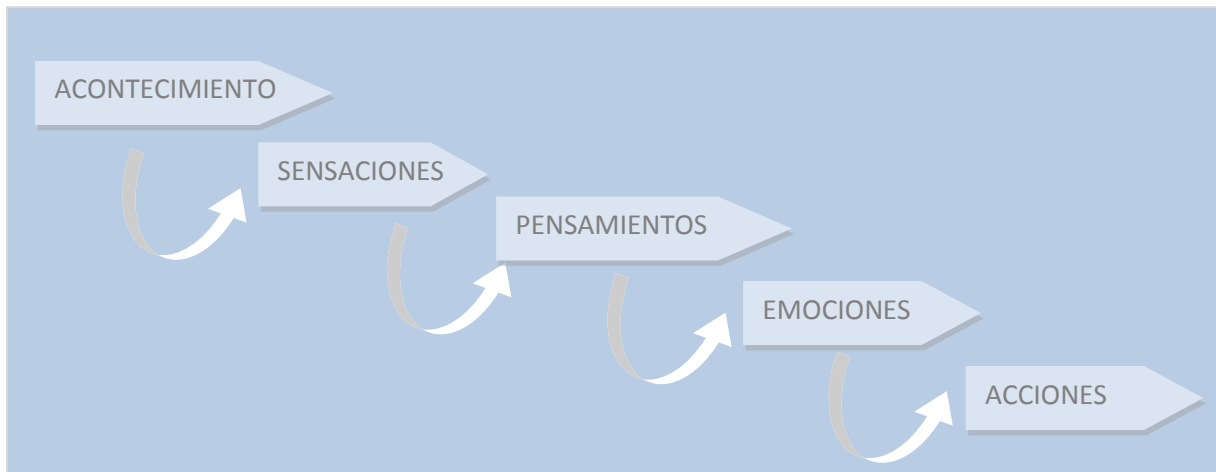 ACONTECIMIENTO
SENSACIONES
PENSAMIENTOS
EMOCIONES
ACCIONES